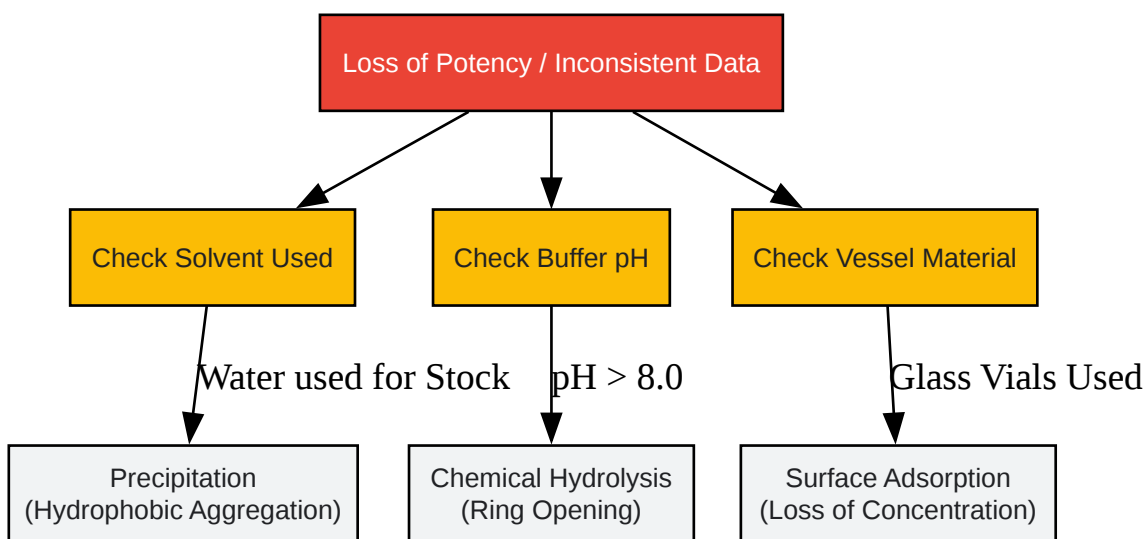 Loss of Potency / Inconsistent Data
Check Solvent Used
Check Buffer pH
Check Vessel Material
Water used for Stock
pH > 8.0
Glass Vials Used
Precipitation
(Hydrophobic Aggregation)
Chemical Hydrolysis
(Ring Opening)
Surface Adsorption
(Loss of Concentration)